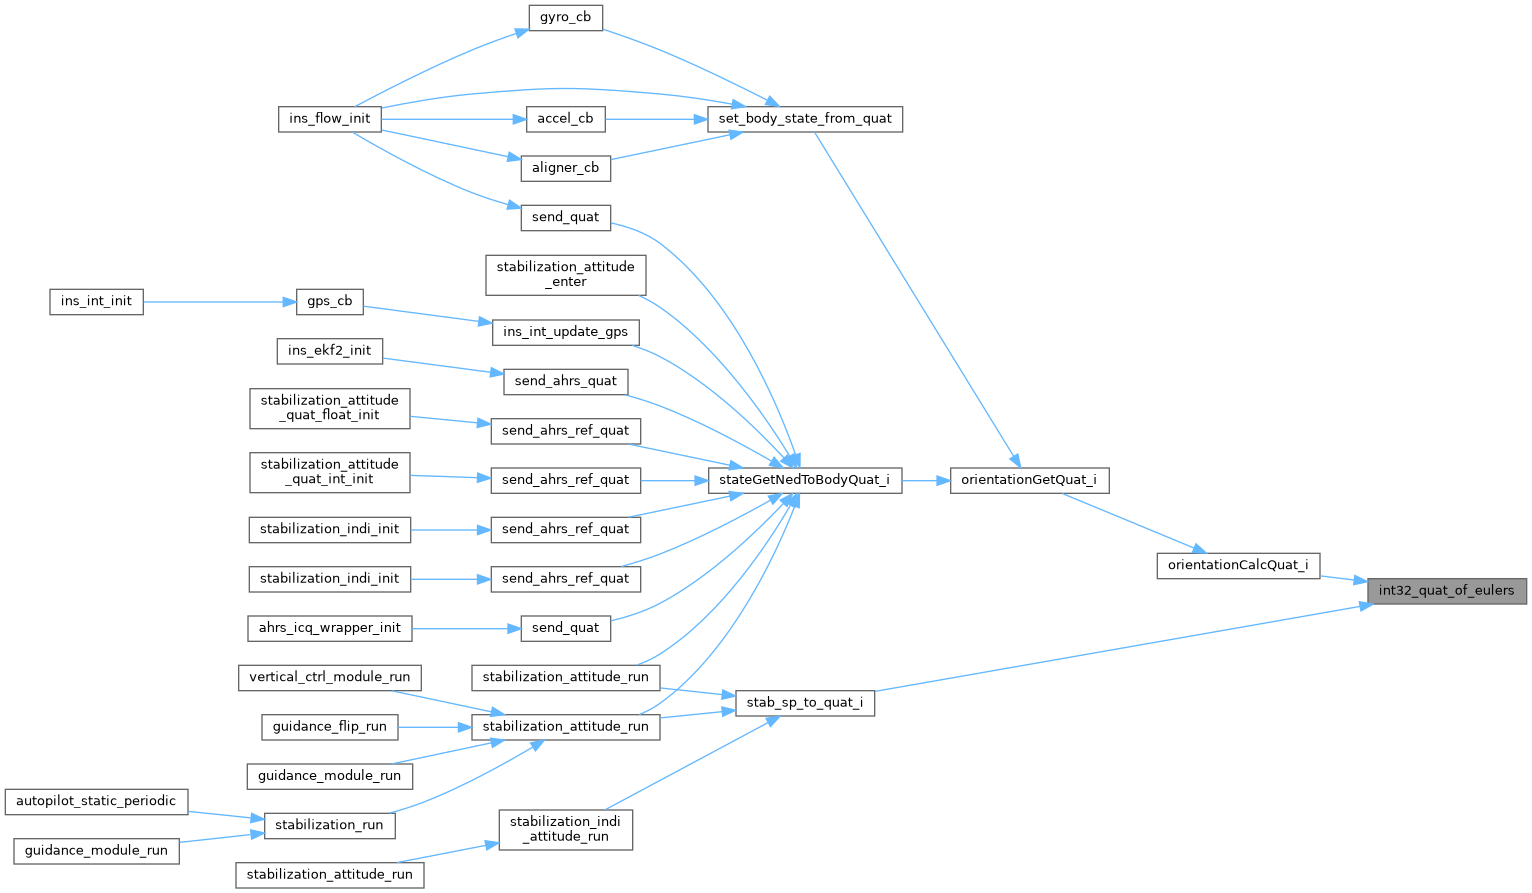 gyro_cb
ins_flow_init
accel_cb
set_body_state_from_quat
aligner_cb
send_quat
stabilization_attitude
_enter
ins_int_init
gps_cb
ins_int_update_gps
ins_ekf2_init
send_ahrs_quat
stabilization_attitude
_quat_float_init
send_ahrs_ref_quat
stabilization_attitude
_quat_int_init
send_ahrs_ref_quat
stateGetNedToBodyQuat_i
orientationGetQuat_i
stabilization_indi_init
send_ahrs_ref_quat
orientationCalcQuat_i
stabilization_indi_init
send_ahrs_ref_quat
int32_quat_of_eulers
ahrs_icq_wrapper_init
send_quat
vertical_ctrl_module_run
stabilization_attitude_run
stab_sp_to_quat_i
guidance_flip_run
stabilization_attitude_run
guidance_module_run
autopilot_static_periodic
stabilization_run
stabilization_indi
_attitude_run
guidance_module_run
stabilization_attitude_run